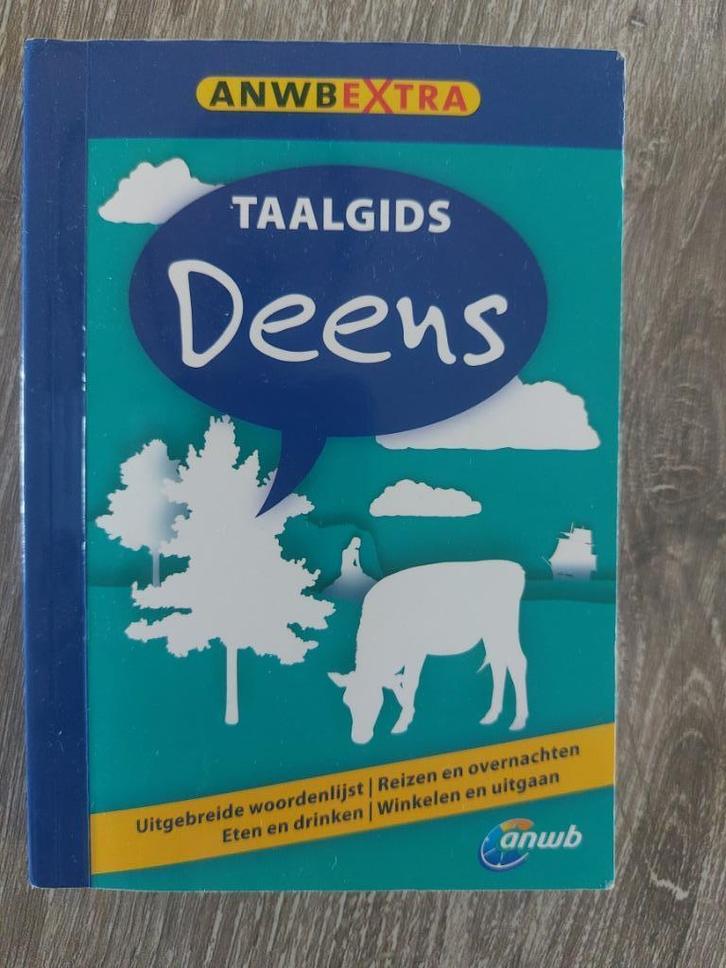 ANWBEXTRA
TAALGIDS
Deens
Uitgebreide woordenlijst | Reizen en overnachten
Eten en drinken | Winkelen en uitgaan
anwb